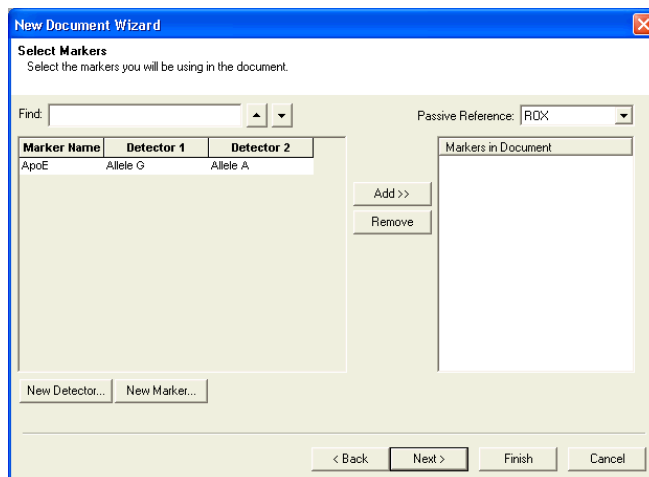 New Document Wizard
Select Markers
Select the markers you will be using in the document.
Find:
Passive Reference: ROX
Marker Name Detector 1 Detector 2
ApoE Allele G Allele A
Markers in Document
Add >>
Remove
New Detector... New Marker...
< Back Next > Finish Cancel